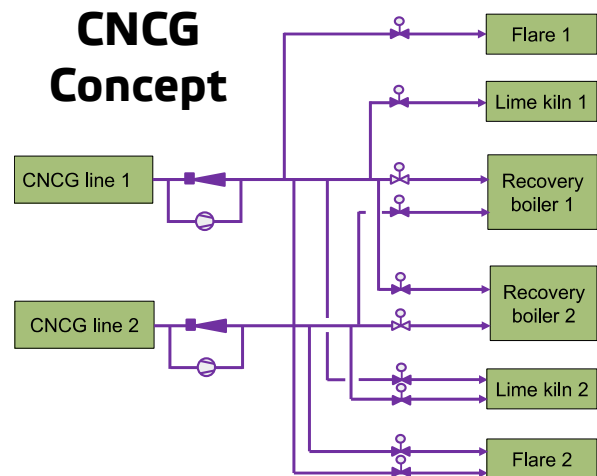 CNCG
Concept
Flare 1
Lime kiln 1
CNCG line 1
Recovery
boiler 1
Recovery
boiler 2
CNCG line 2
Lime kiln 2
Flare 2